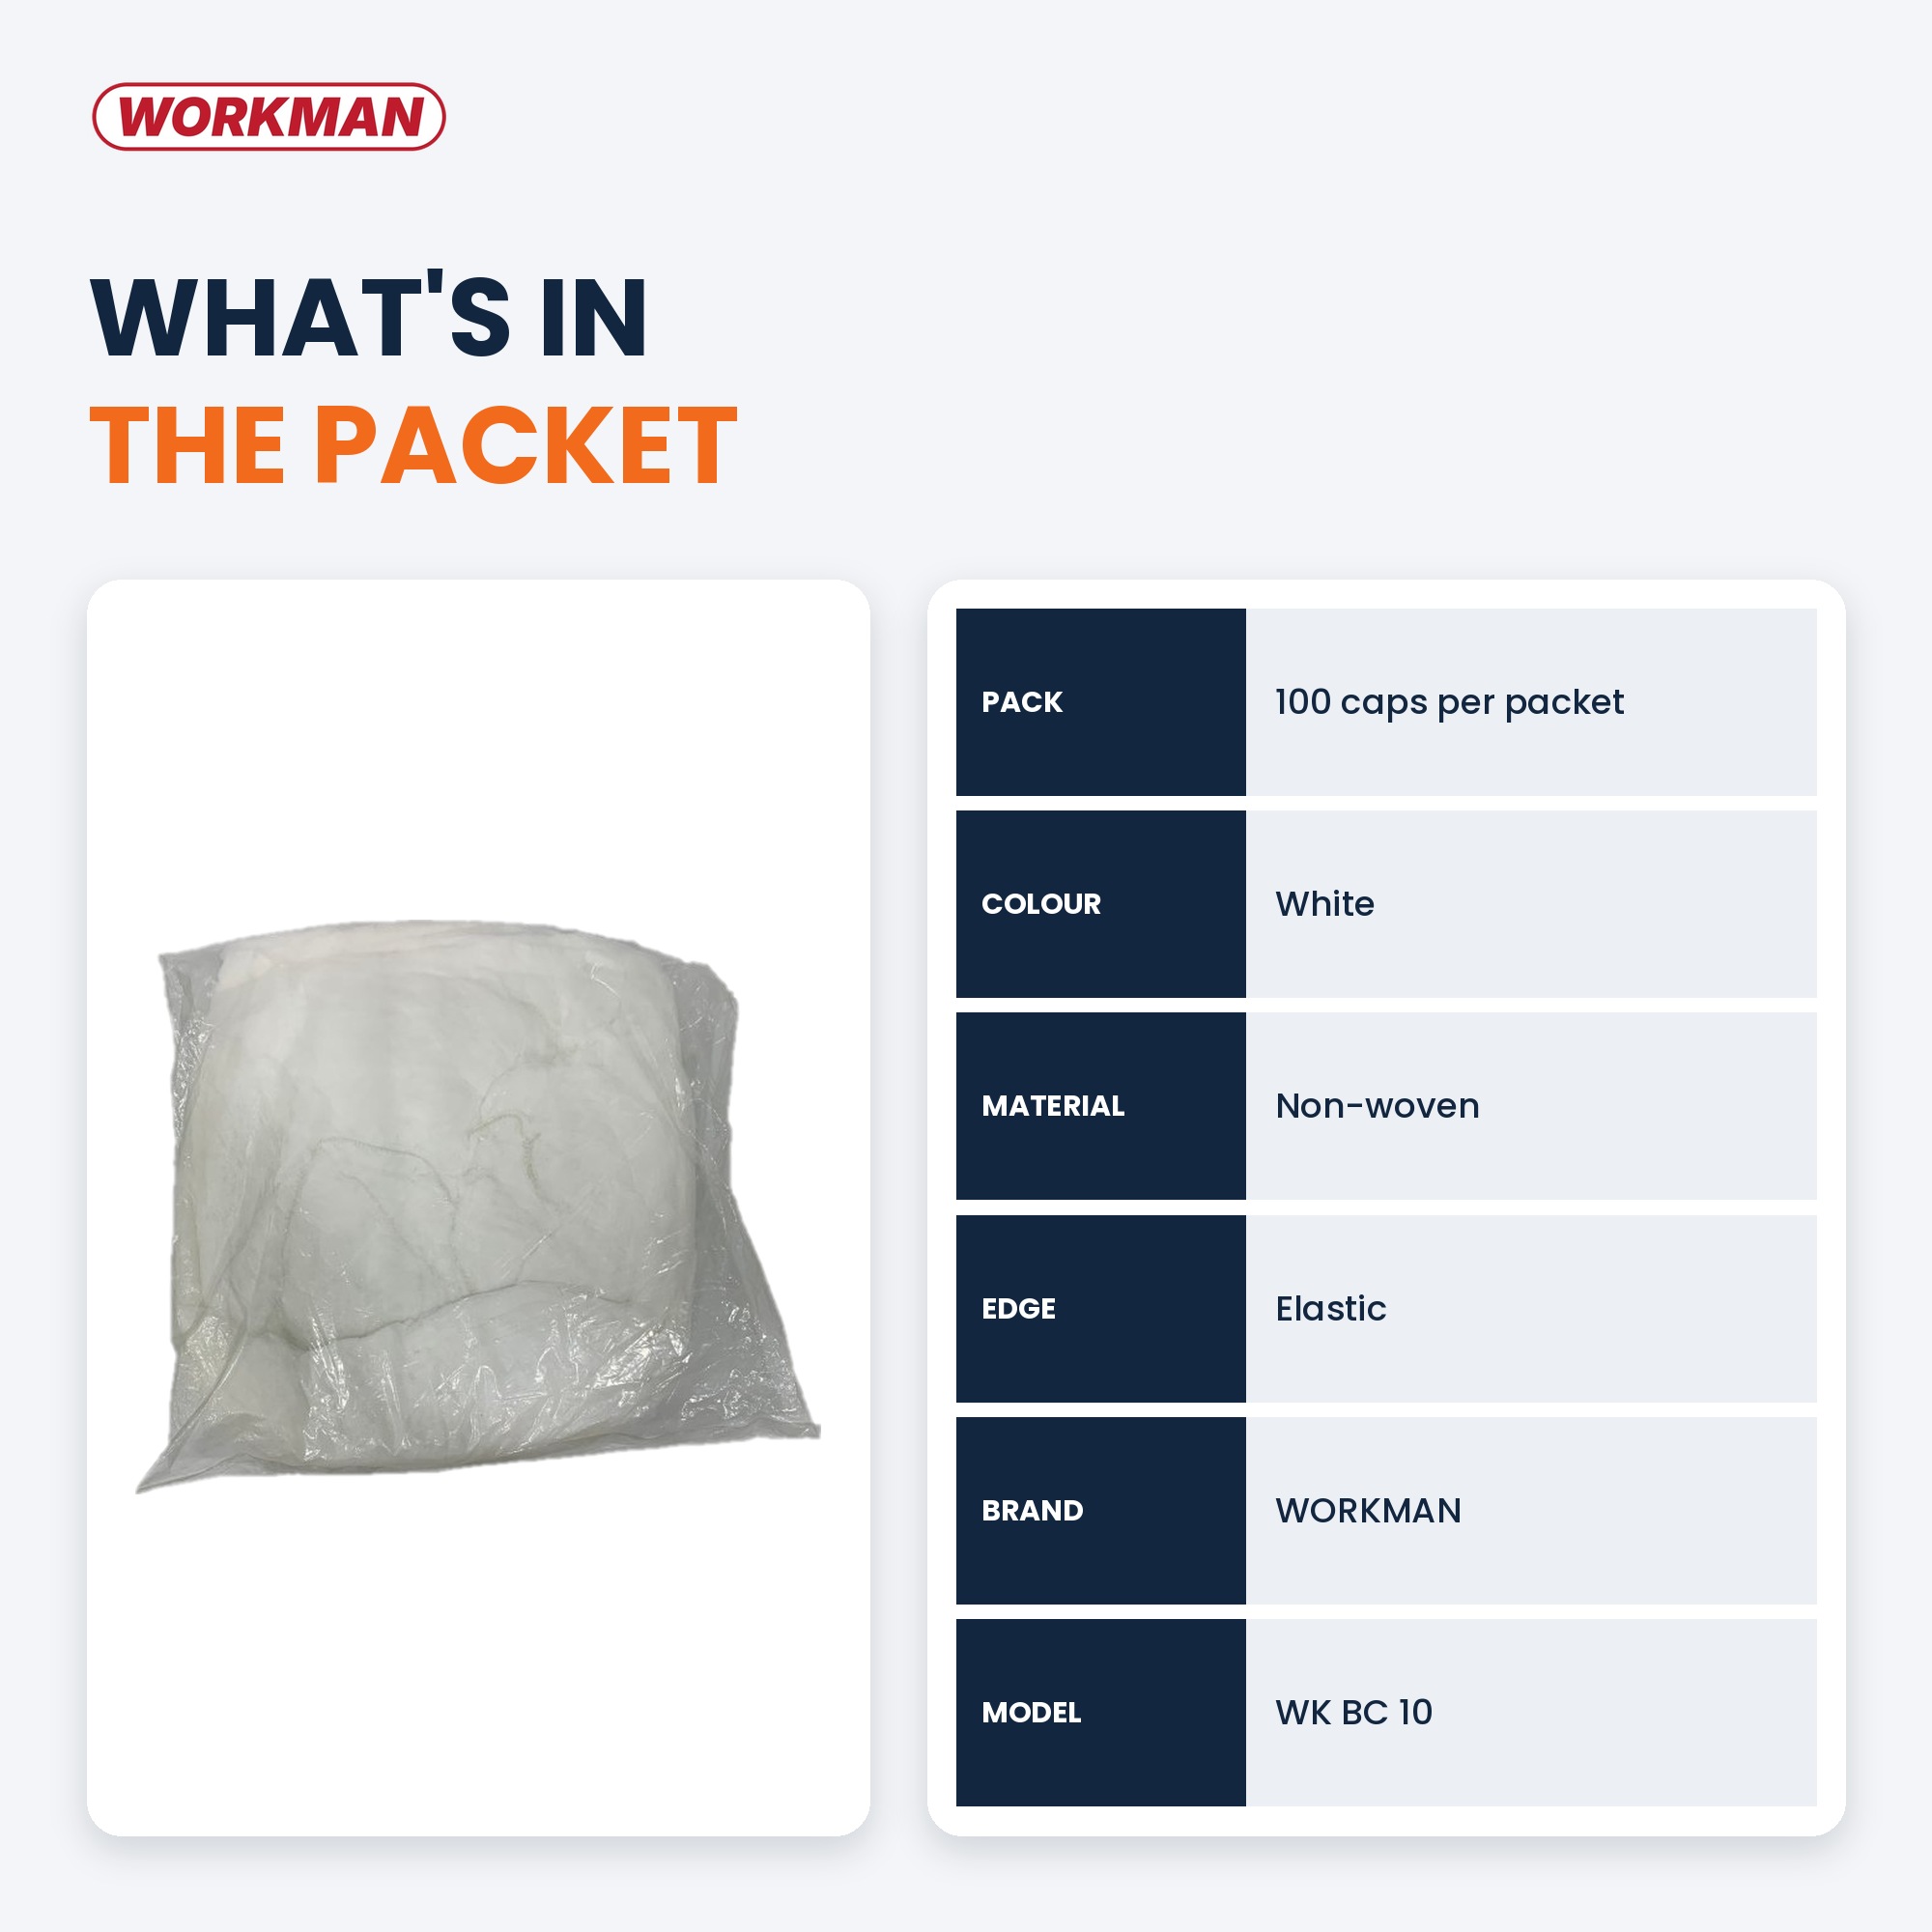 WORKMAN
WHAT'S IN
THE PACKET
PACK 100 caps per packet
COLOUR White
MATERIAL Non-woven
EDGE Elastic
BRAND WORKMAN
MODEL WK BC 10